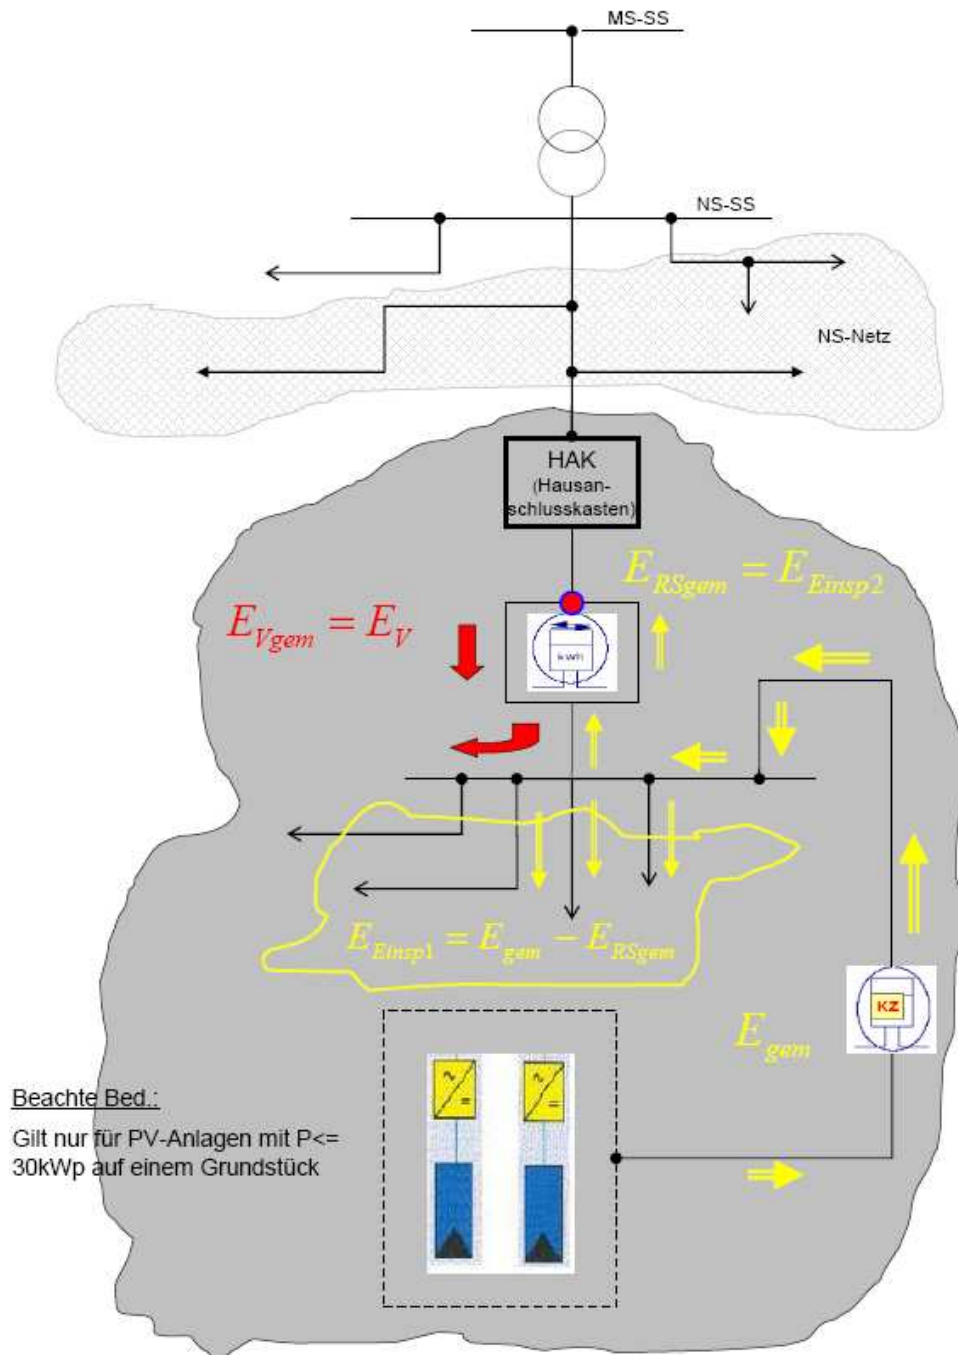 MS-SS
NS-SS
NS-Netz
HAK
(Hausan-
schlusskasten)
E_RSgem = E_Einsp2
E_Vgem = E_V
kWh
E_Einsp1 = E_gem - E_RSgem
KZ
E_gem
Beachte Bed.:
Gilt nur für PV-Anlagen mit P<=
30kWp auf einem Grundstück